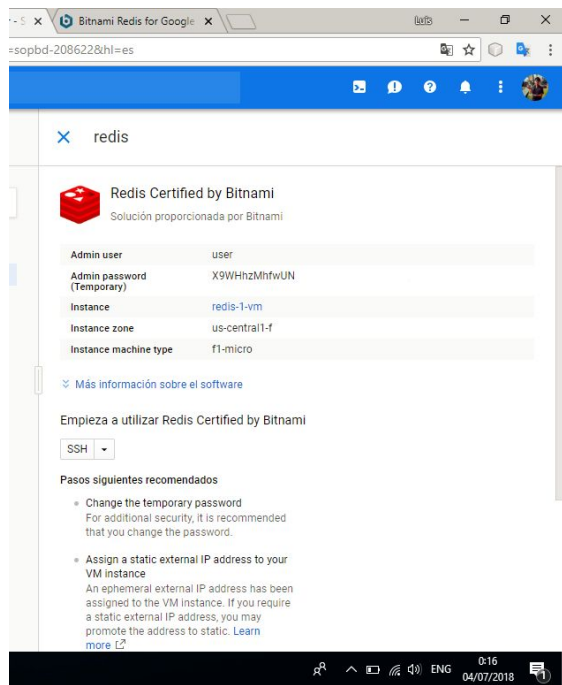 - S
Bitnami Redis for Google
Luis
=sopbd-208622&hl=es
redis
Redis Certified by Bitnami
Solución proporcionada por Bitnami
Admin user user
Admin password (Temporary) X9WHhzMhfwUN
Instance redis-1-vm
Instance zone us-central1-f
Instance machine type f1-micro
Más información sobre el software
Empieza a utilizar Redis Certified by Bitnami
SSH
Pasos siguientes recomendados
Change the temporary password
For additional security, it is recommended
that you change the password.
Assign a static external IP address to your
VM instance
An ephemeral external IP address has been
assigned to the VM instance. If you require
a static external IP address, you may
promote the address to static. Learn
more
ENG
0:16
04/07/2018
1